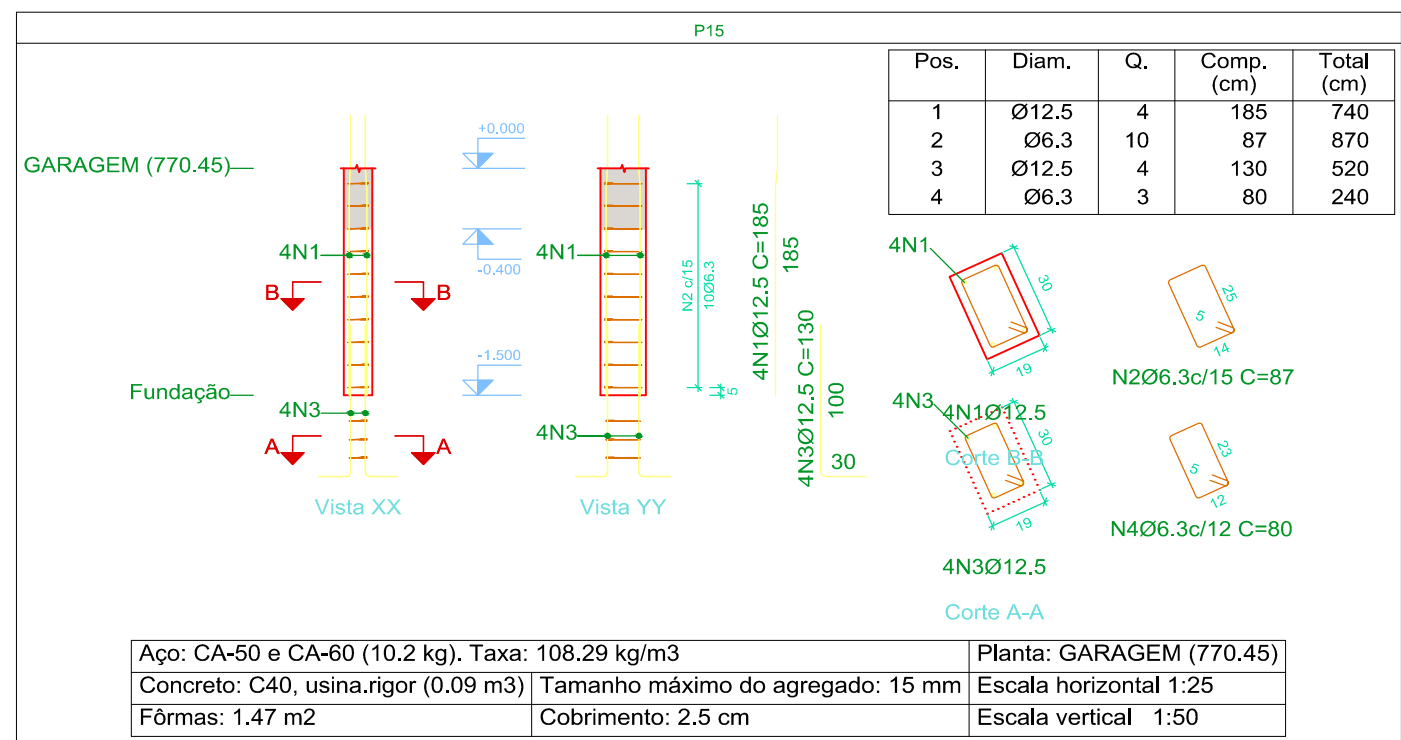 P15
Pos. Diam. Q. Comp. (cm) Total (cm)
1 Ø12.5 4 185 740
2 Ø6.3 10 87 870
3 Ø12.5 4 130 520
4 Ø6.3 3 80 240
GARAGEM (770.45)
+0.000
-0.400
-1.500
Fundação
4N1
B B
4N3
A A
Vista XX
4N1
4N3
Vista YY
N2 c/15
10Ø6.3
5
4N1Ø12.5 C=185
185
4N3Ø12.5 C=130
100
30
4N1
30
19
4N1Ø12.5
Corte B-B
25
5
14
N2Ø6.3c/15 C=87
4N3
30
19
4N3Ø12.5
Corte A-A
23
5
12
N4Ø6.3c/12 C=80
Aço: CA-50 e CA-60 (10.2 kg). Taxa: 108.29 kg/m3
Planta: GARAGEM (770.45)
Concreto: C40, usina.rigor (0.09 m3)
Tamanho máximo do agregado: 15 mm
Escala horizontal 1:25
Fôrmas: 1.47 m2
Cobrimento: 2.5 cm
Escala vertical 1:50